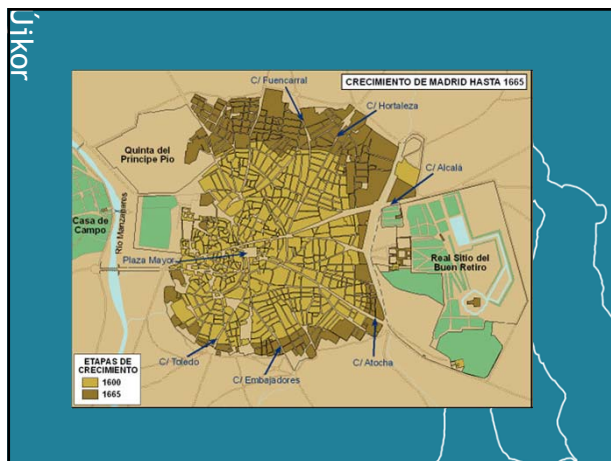 Úikor
CRECIMIENTO DE MADRID HASTA 1665
C/ Fuencarral
C/ Hortaleza
Quinta del
Príncipe Pío
C/ Alcalá
Casa de
Campo
Río Manzanares
Plaza Mayor
Real Sitio del
Buen Retiro
ETAPAS DE
CRECIMIENTO
1600
1665
C/ Toledo
C/ Embajadores
C/ Atocha